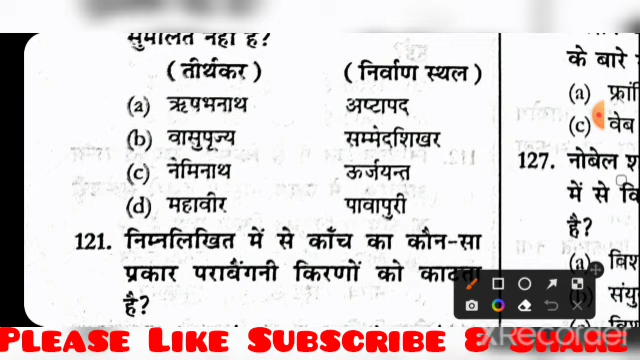 सुमेलित नहीं है?
(तीर्थंकर) (निर्वाण स्थल)
(a) ऋषभनाथ अष्टापद
(b) वासुपूज्य सम्मेदशिखर
(c) नेमिनाथ ऊर्जयन्त
(d) महावीर पावापुरी
121. निम्नलिखित में से काँच का कौन-सा
प्रकार पराबैंगनी किरणों को काटता
है?
के बारे
(a)
(c) वेब
127. नोबेल
में से
है?
(a)
(b)
Please Like Subscribe & Share
XRecorder